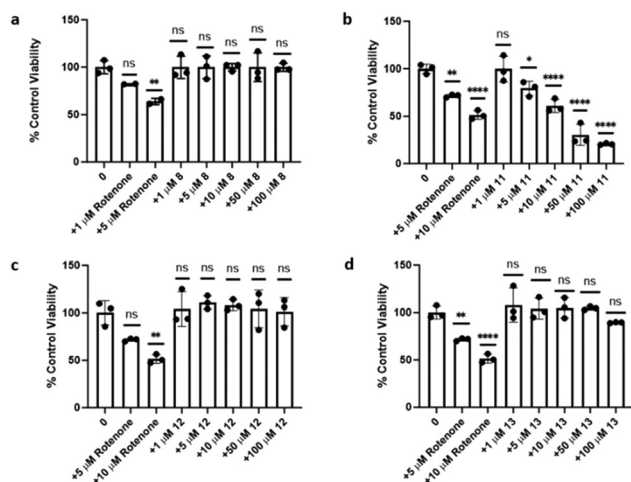 a
% Control Viability
150
100
50
0
ns
**
ns
ns
ns
ns
ns
0
+1 μM Rotenone
+5 μM Rotenone
+1 μM 8
+5 μM 8
+10 μM 8
+50 μM 8
+100 μM 8
b
% Control Viability
150
100
50
0
**
****
ns
*
****
****
****
0
+5 μM Rotenone
+10 μM Rotenone
+1 μM 11
+5 μM 11
+10 μM 11
+50 μM 11
+100 μM 11
c
% Control Viability
150
100
50
0
ns
**
ns
ns
ns
ns
ns
0
+5 μM Rotenone
+10 μM Rotenone
+1 μM 12
+5 μM 12
+10 μM 12
+50 μM 12
+100 μM 12
d
% Control Viability
150
100
50
0
**
****
ns
ns
ns
ns
ns
0
+5 μM Rotenone
+10 μM Rotenone
+1 μM 13
+5 μM 13
+10 μM 13
+50 μM 13
+100 μM 13